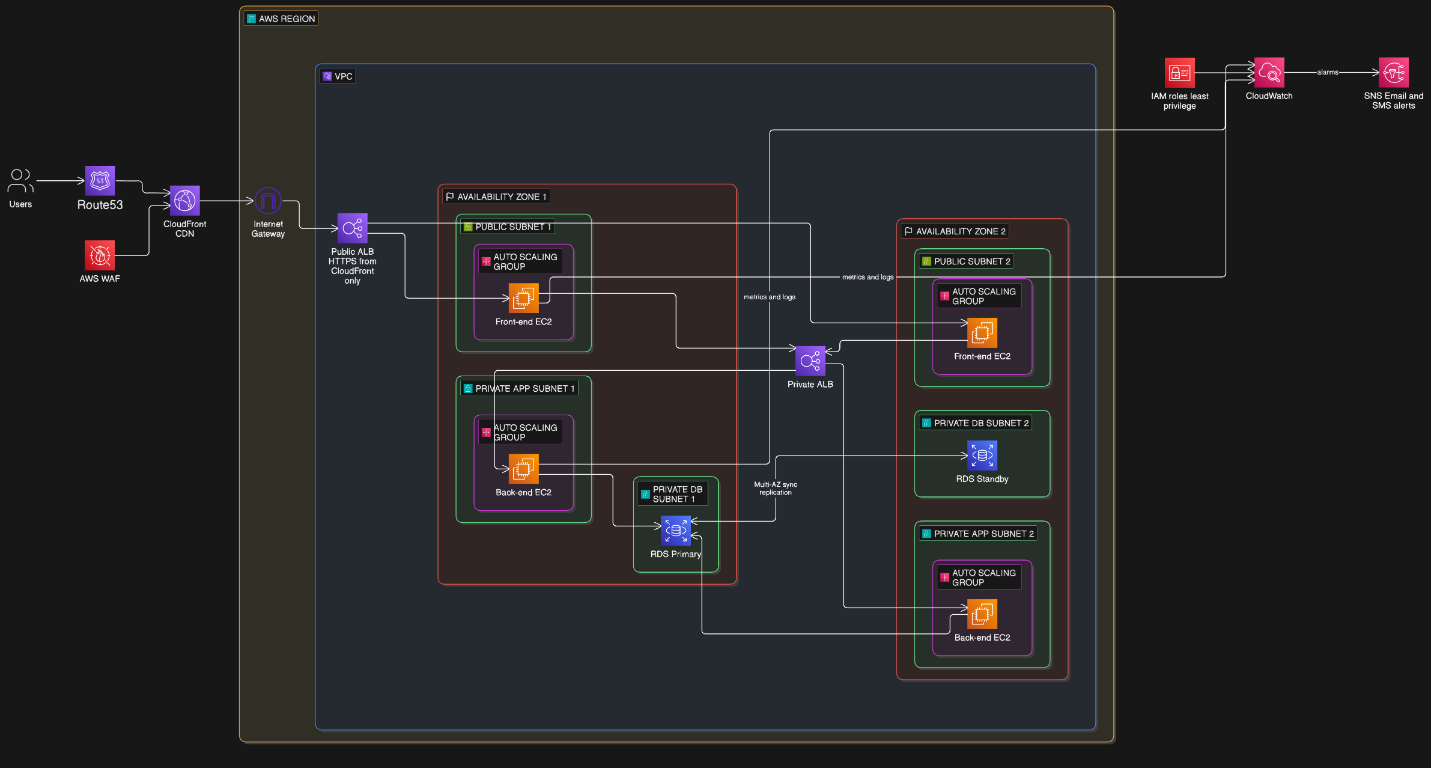 AWS REGION
VPC
Users
53
Route53
AWS WAF
CloudFront
CDN
Internet
Gateway
Public ALB
HTTPS from
CloudFront
only
AVAILABILITY ZONE 1
PUBLIC SUBNET 1
AUTO SCALING
GROUP
Front-end EC2
PRIVATE APP SUBNET 1
AUTO SCALING
GROUP
Back-end EC2
PRIVATE DB
SUBNET 1
RDS Primary
metrics and logs
metrics and logs
Private ALB
Multi-AZ sync
replication
AVAILABILITY ZONE 2
PUBLIC SUBNET 2
AUTO SCALING
GROUP
Front-end EC2
PRIVATE DB SUBNET 2
RDS Standby
PRIVATE APP SUBNET 2
AUTO SCALING
GROUP
Back-end EC2
IAM roles least
privilege
CloudWatch
alarms
SNS Email and
SMS alerts